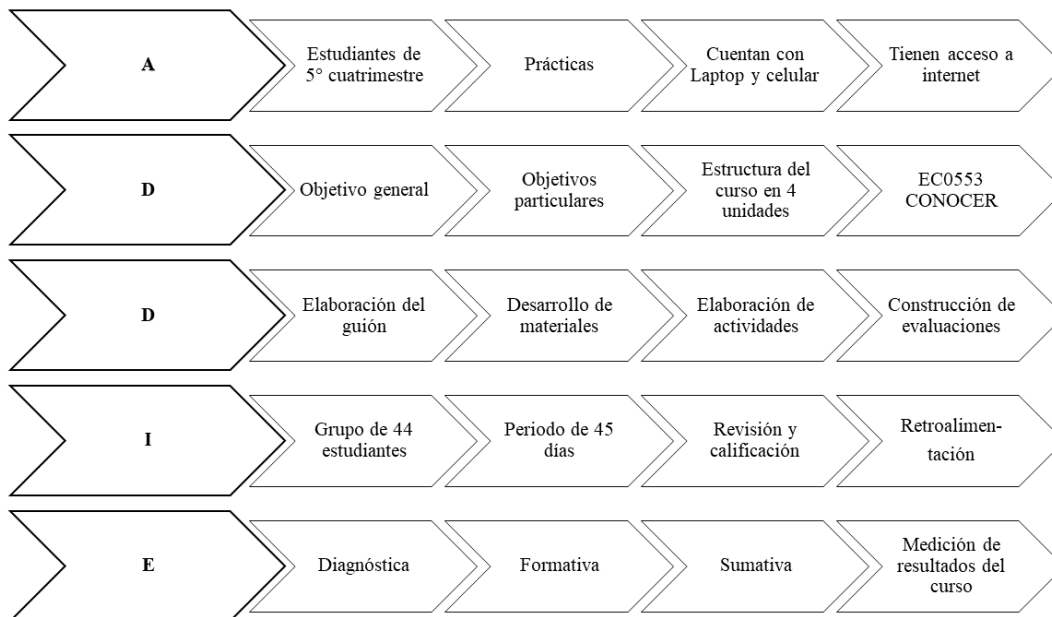 A
Estudiantes de
5° cuatrimestre
Prácticas
Cuentan con
Laptop y celular
Tienen acceso a
internet
D
Objetivo general
Objetivos
particulares
Estructura del
curso en 4
unidades
EC0553
CONOCER
D
Elaboración del
guión
Desarrollo de
materiales
Elaboración de
actividades
Construcción de
evaluaciones
I
Grupo de 44
estudiantes
Periodo de 45
días
Revisión y
calificación
Retroalimen-
tación
E
Diagnóstica
Formativa
Sumativa
Medición de
resultados del
curso